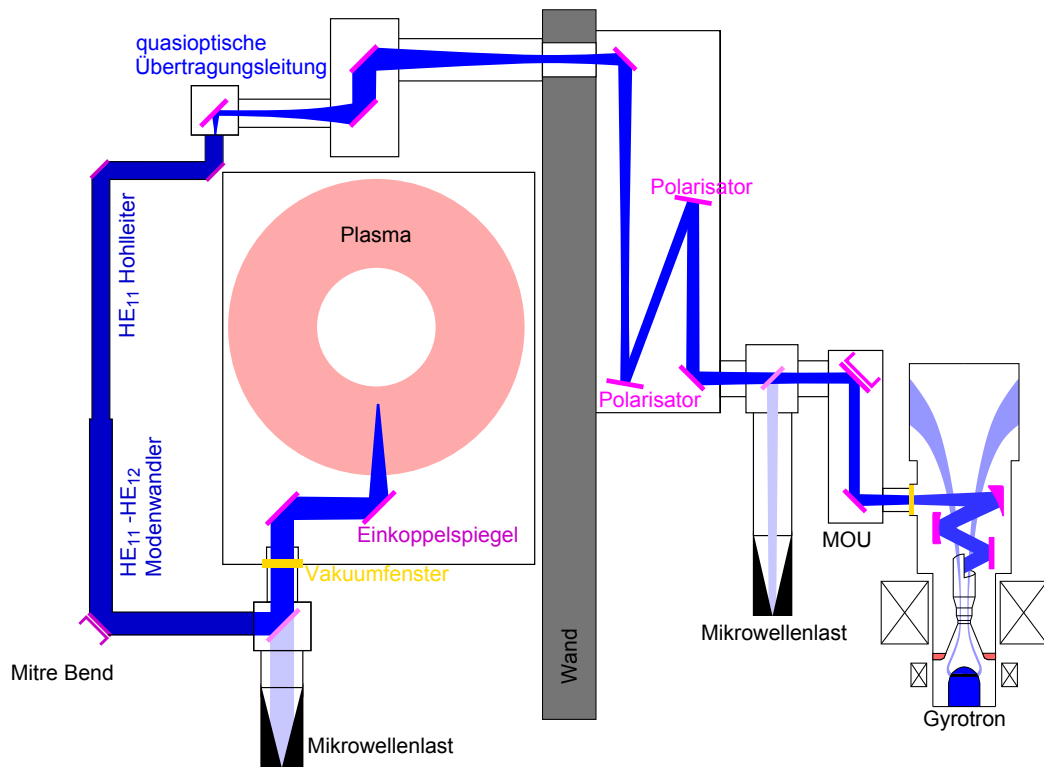 quasioptische
Übertragungsleitung
Polarisator
Plasma
HE₁₁ Hohlleiter
Polarisator
HE₁₁ -HE₁₂
Modenwandler
Einkoppelspiegel
MOU
Vakuumfenster
Mikrowellenlast
Wand
Mitre Bend
Gyrotron
Mikrowellenlast